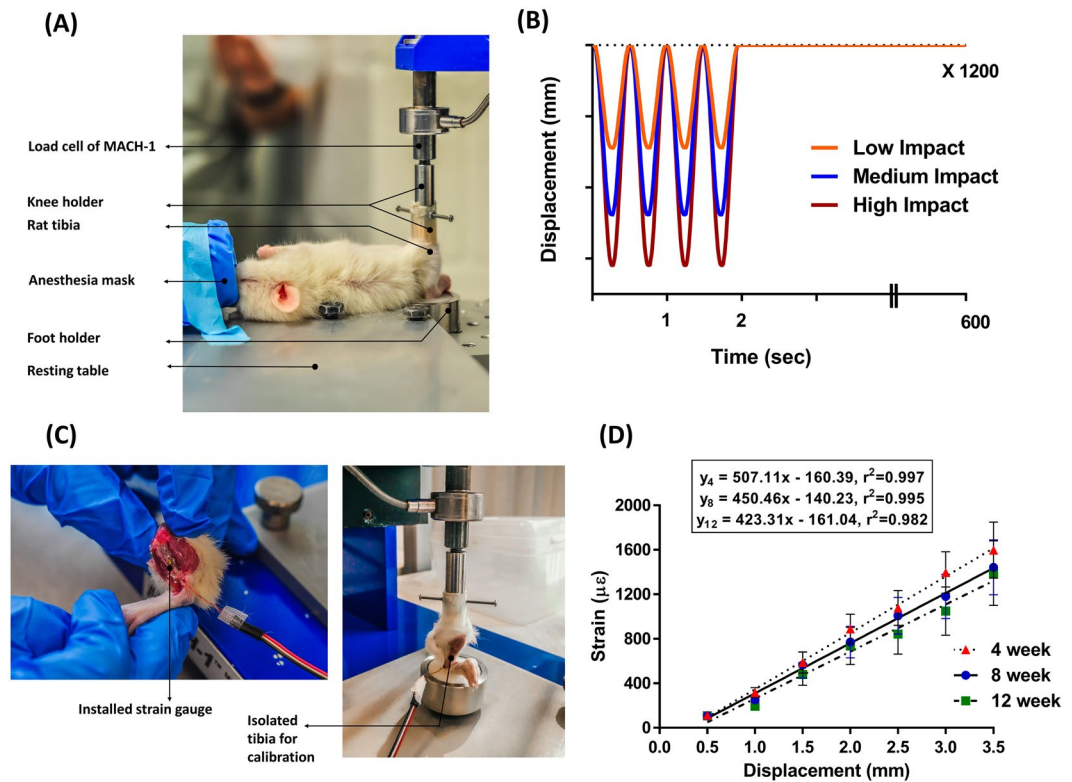 (A)
Load cell of MACH-1
Knee holder
Rat tibia
Anesthesia mask
Foot holder
Resting table
(B)
Displacement (mm)
X 1200
Low Impact
Medium Impact
High Impact
1
2
600
Time (sec)
(C)
Installed strain gauge
Isolated
tibia for
calibration
(D)
y4 = 507.11x - 160.39, r²=0.997
y8 = 450.46x - 140.23, r²=0.995
y12 = 423.31x - 161.04, r²=0.982
Strain (με)
2000
1600
1200
800
400
0
4 week
8 week
12 week
0.0 0.5 1.0 1.5 2.0 2.5 3.0 3.5
Displacement (mm)